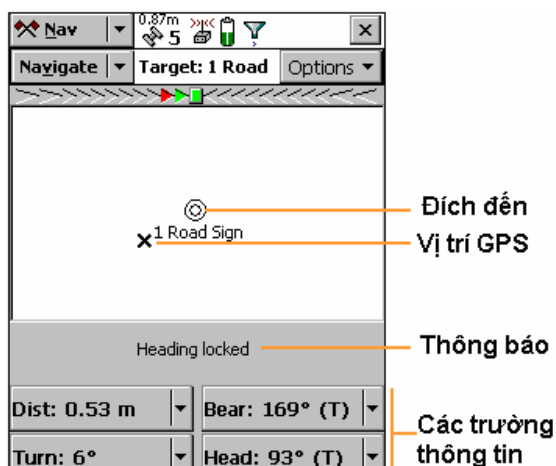 Nav
0.87m
5
Navigate
Target: 1 Road
Options
1 Road Sign
Đích đến
Vị trí GPS
Heading locked
Thông báo
Dist: 0.53 m
Bear: 169° (T)
Turn: 6°
Head: 93° (T)
Các trường
thông tin